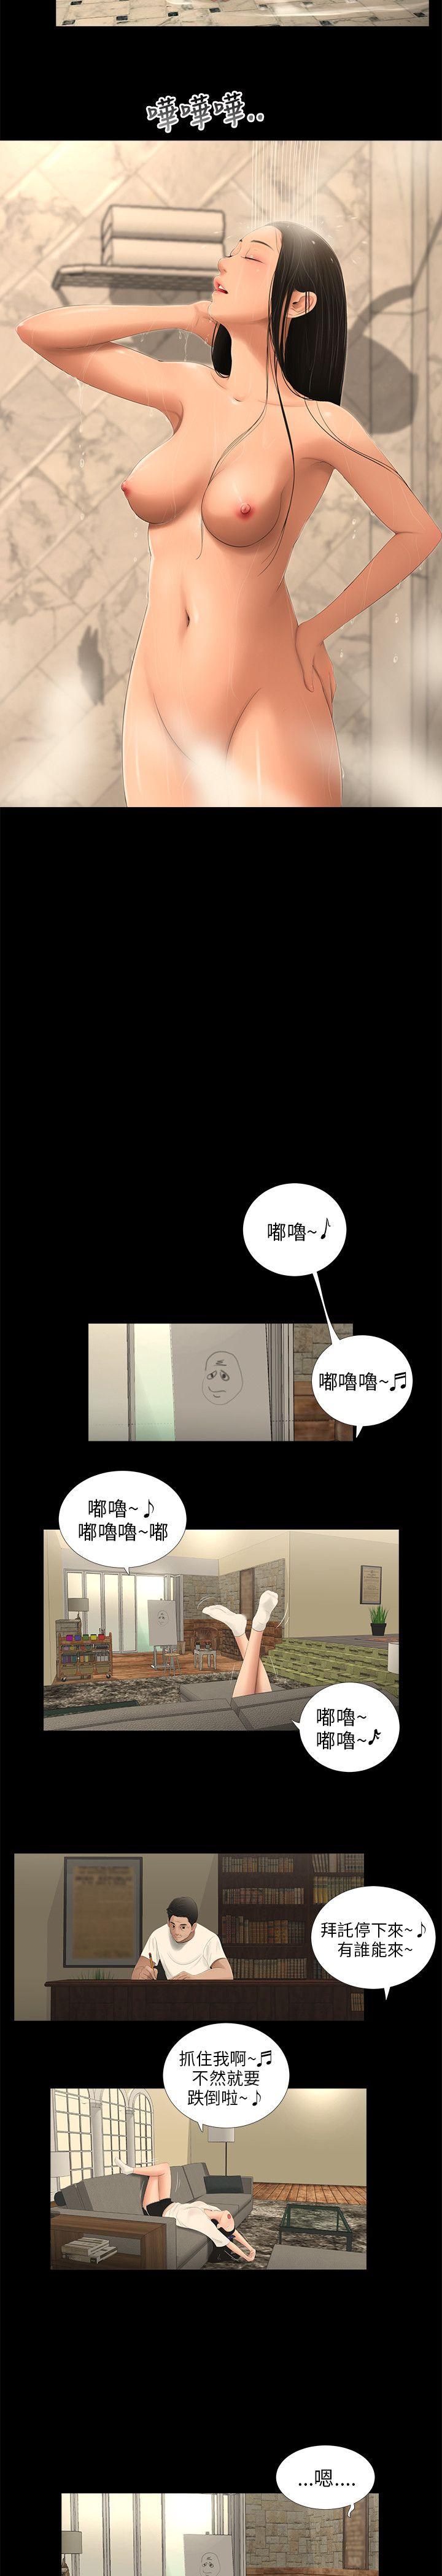 嘩嘩嘩..
嘟嚕~♪
嘟嚕嚕~♬
嘟嚕~♪
嘟嚕嚕~嘟
嘟嚕~
嘟嚕~♪
拜託停下來~♪
有誰能來~
抓住我啊~♬
不然就要
跌倒啦~♪
...嗯....